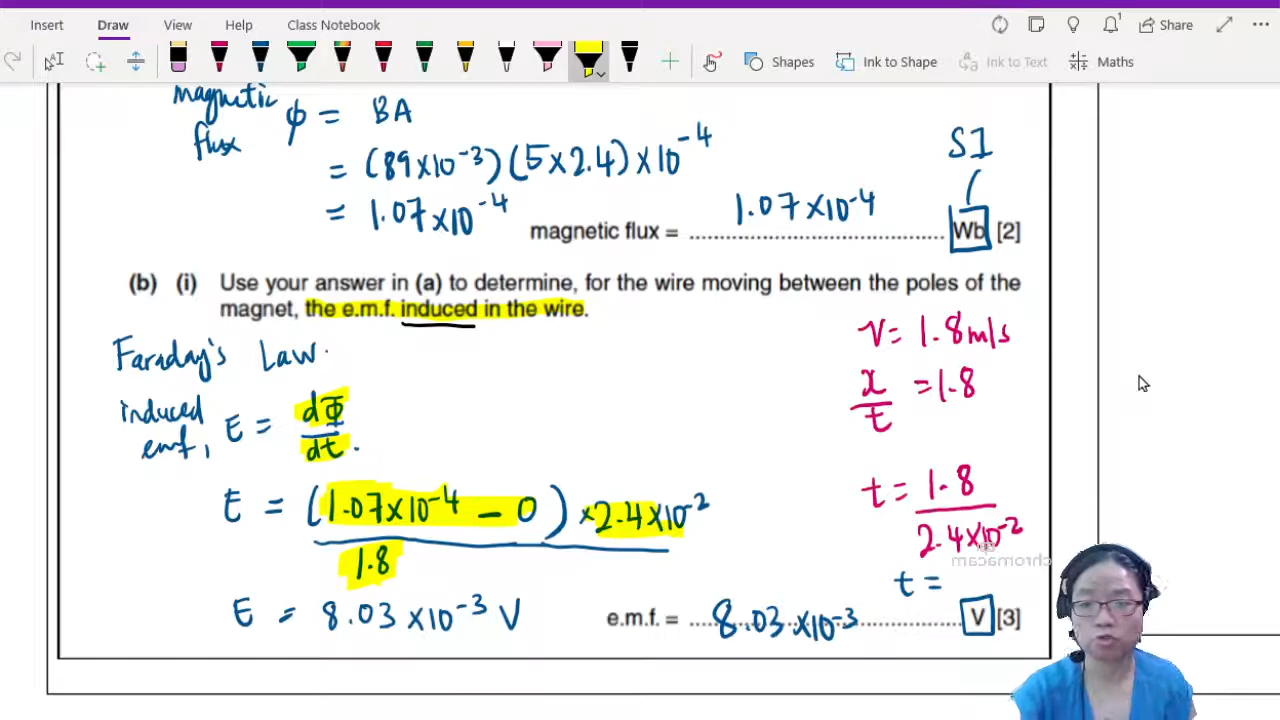 Insert Draw View Help Class Notebook Share
Shapes Ink to Shape Ink to Text Maths
magnetic flux φ = BA
= (89×10⁻³)(5×2.4)×10⁻⁴
= 1.07×10⁻⁴
SI
magnetic flux = 1.07×10⁻⁴ Wb [2]
(b) (i) Use your answer in (a) to determine, for the wire moving between the poles of the
magnet, the e.m.f. induced in the wire.
Faraday's Law.
induced emf, E = dΦ/dt.
E = (1.07×10⁻⁴ – 0) × 2.4×10⁻²
1.8
E = 8.03×10⁻³ V
v = 1.8m/s
x/t = 1.8
t = 1.8
2.4×10⁻²
chromacam
t =
e.m.f. = 8.03×10⁻³ V [3]